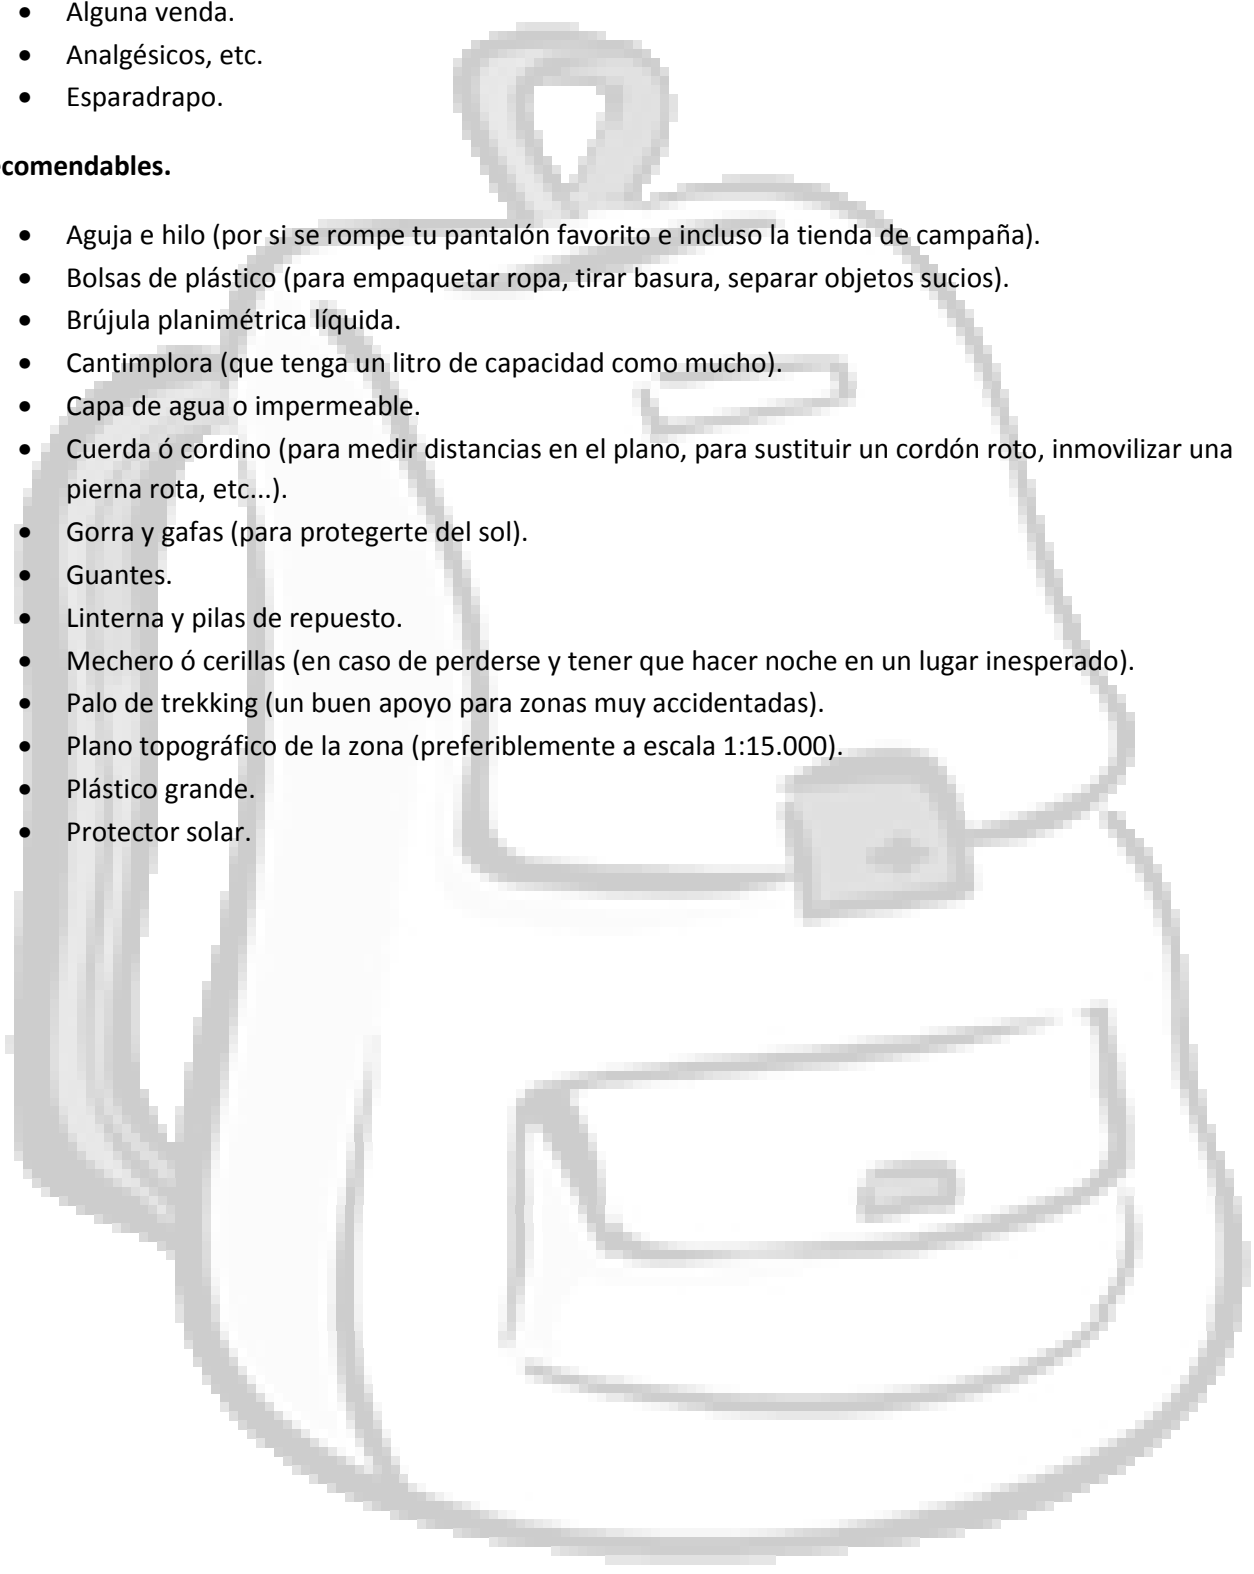 • Alguna venda.
• Analgésicos, etc.
• Esparadrapo.
ecomendables.
• Aguja e hilo (por si se rompe tu pantalón favorito e incluso la tienda de campaña).
• Bolsas de plástico (para empaquetar ropa, tirar basura, separar objetos sucios).
• Brújula planimétrica líquida.
• Cantimplora (que tenga un litro de capacidad como mucho).
• Capa de agua o impermeable.
• Cuerda ó cordino (para medir distancias en el plano, para sustituir un cordón roto, inmovilizar una
pierna rota, etc...).
• Gorra y gafas (para protegerte del sol).
• Guantes.
• Linterna y pilas de repuesto.
• Mechero ó cerillas (en caso de perderse y tener que hacer noche en un lugar inesperado).
• Palo de trekking (un buen apoyo para zonas muy accidentadas).
• Plano topográfico de la zona (preferiblemente a escala 1:15.000).
• Plástico grande.
• Protector solar.